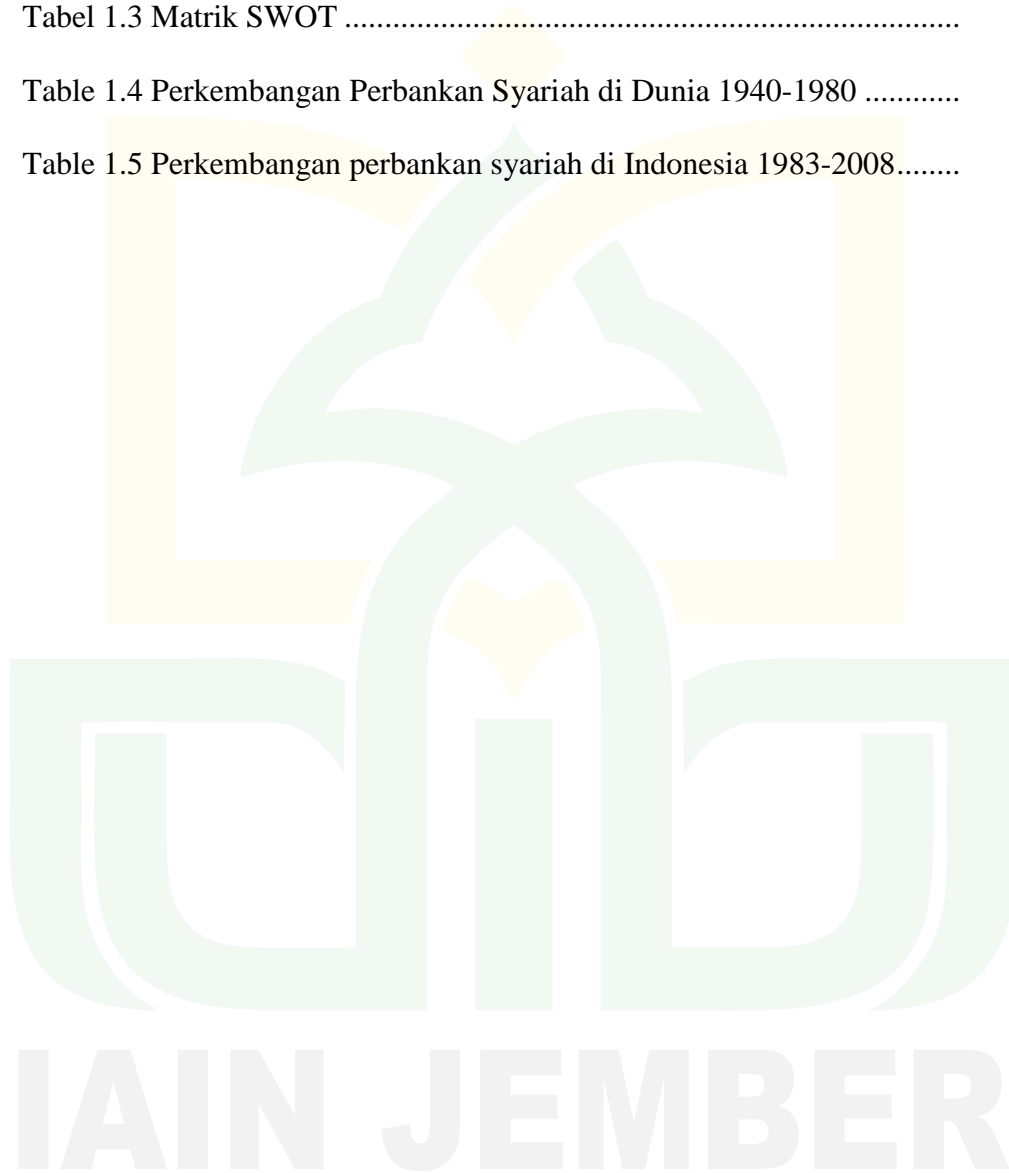 Tabel 1.3 Matrik SWOT ..........................................................................
Table 1.4 Perkembangan Perbankan Syariah di Dunia 1940-1980 ............
Table 1.5 Perkembangan perbankan syariah di Indonesia 1983-2008........
IAIN JEMBER